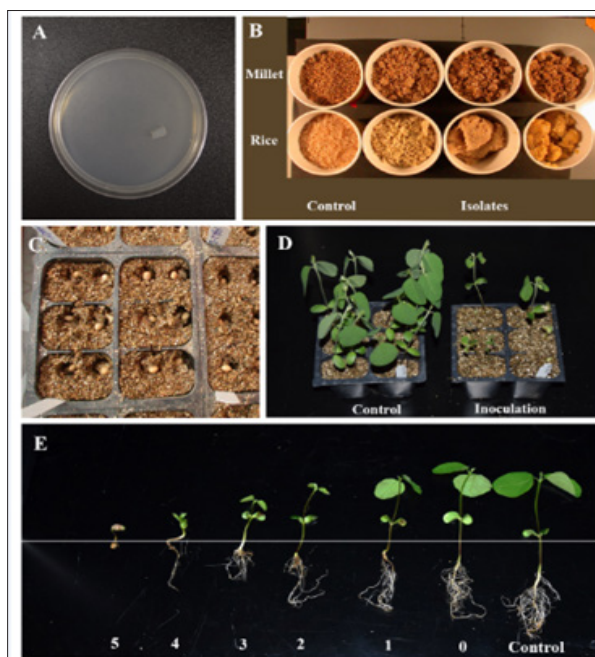 A
B
Millet
Rice
Control
Isolates
C
D
Control
Inoculation
E
5 4 3 2 1 0 Control